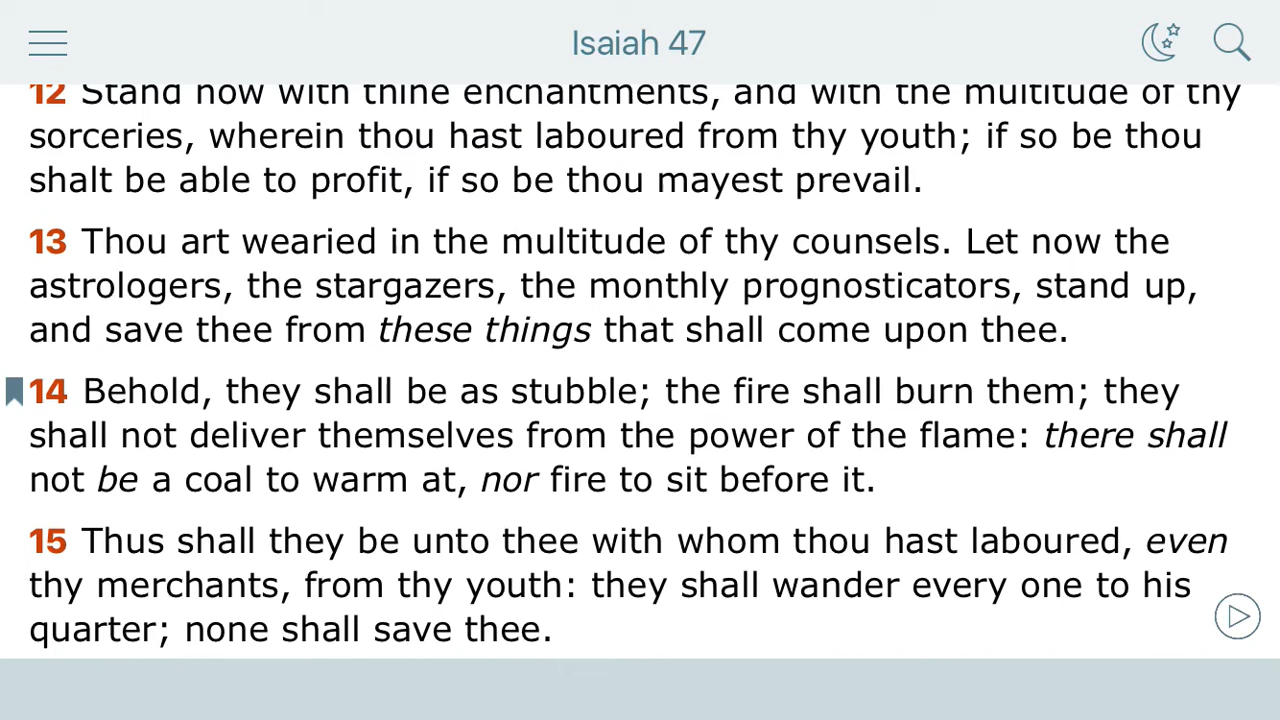 Isaiah 47
12 Stand now with thine enchantments, and with the multitude of thy
sorceries, wherein thou hast laboured from thy youth; if so be thou
shalt be able to profit, if so be thou mayest prevail.
13 Thou art wearied in the multitude of thy counsels. Let now the
astrologers, the stargazers, the monthly prognosticators, stand up,
and save thee from these things that shall come upon thee.
14 Behold, they shall be as stubble; the fire shall burn them; they
shall not deliver themselves from the power of the flame: there shall
not be a coal to warm at, nor fire to sit before it.
15 Thus shall they be unto thee with whom thou hast laboured, even
thy merchants, from thy youth: they shall wander every one to his
quarter; none shall save thee.